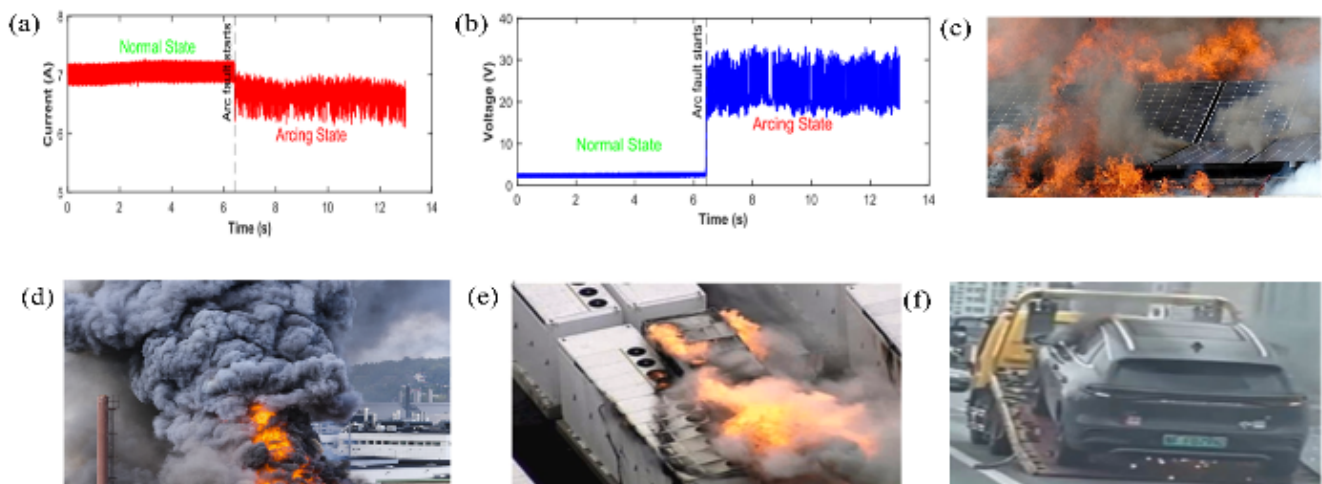 (a)
8
7
6
5
Current (A)
Normal State
Arc fault starts
Arcing State
0 2 4 6 8 10 12 14
Time (s)
(b)
40
30
20
10
0
Voltage (V)
Normal State
Arc fault starts
Arcing State
0 2 4 6 8 10 12 14
Time (s)
(c)
(d)
(e)
(f)